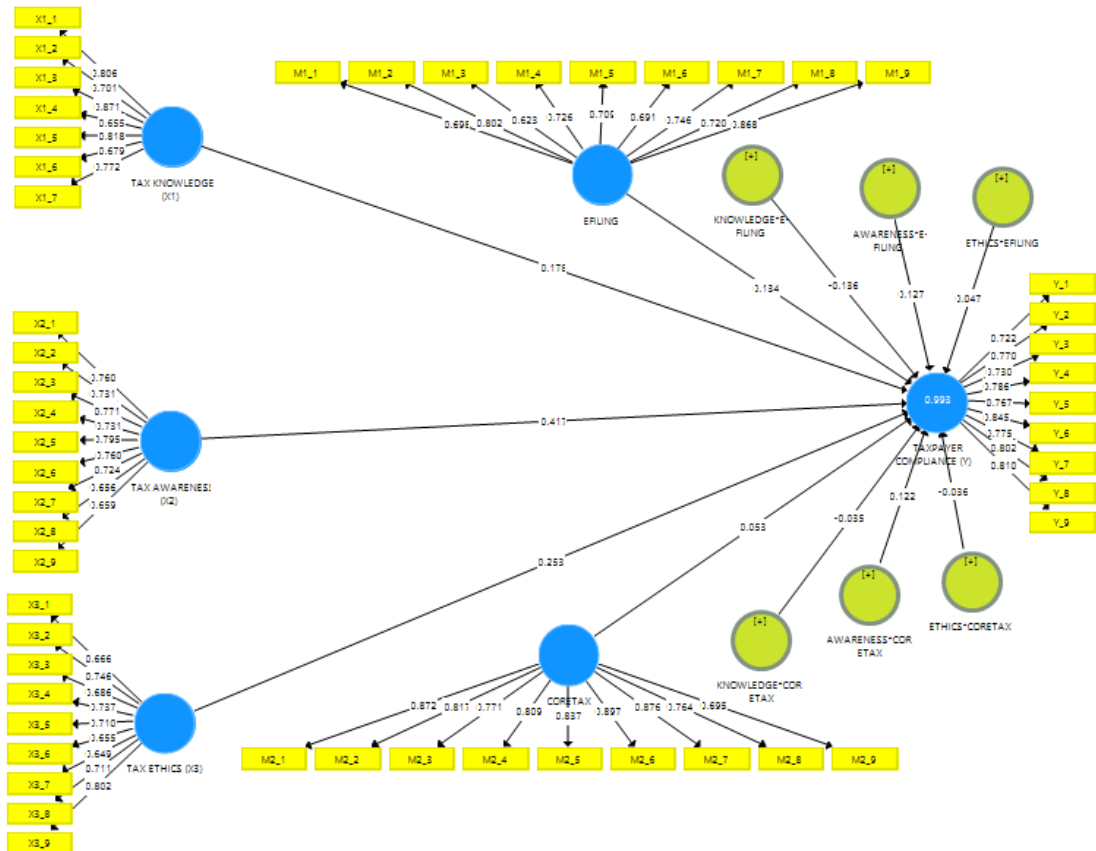 X1_1
X1_2
X1_3
X1_4
X1_5
X1_6
X1_7
0.806
0.701
0.871
0.655
0.818
0.679
0.772
TAX KNOWLEDGE
(X1)
M1_1
M1_2
M1_3
M1_4
M1_5
M1_6
M1_7
M1_8
M1_9
0.802
0.623
0.726
0.691
0.746
0.720
0.868
EFILING
[+]
KNOWLEDGE*E-
FILING
[+]
AWARENESS*E-
FILING
[+]
ETHICS*EFILING
0.178
0.134
-0.136
0.127
0.047
X2_1
X2_2
X2_3
X2_4
X2_5
X2_6
X2_7
X2_8
X2_9
0.760
0.731
0.771
0.731
0.795
0.760
0.724
0.656
0.659
TAX AWARENESS
(X2)
0.417
Y_1
Y_2
Y_3
Y_4
Y_5
Y_6
Y_7
Y_8
Y_9
0.722
0.770
0.730
0.786
0.767
0.845
0.775
0.802
0.810
0.993
TAXPAYER
COMPLIANCE (Y)
X3_1
X3_2
X3_3
X3_4
X3_5
X3_6
X3_7
X3_8
X3_9
0.666
0.746
0.686
0.737
0.710
0.655
0.649
0.711
0.802
TAX ETHICS (X3)
0.253
0.053
-0.035
0.122
-0.036
[+]
KNOWLEDGE*COR
ETAX
[+]
AWARENESS*COR
ETAX
[+]
ETHICS*CORETAX
CORETAX
0.872
0.817
0.771
0.809
0.837
0.897
0.876
0.764
0.695
M2_1
M2_2
M2_3
M2_4
M2_5
M2_6
M2_7
M2_8
M2_9